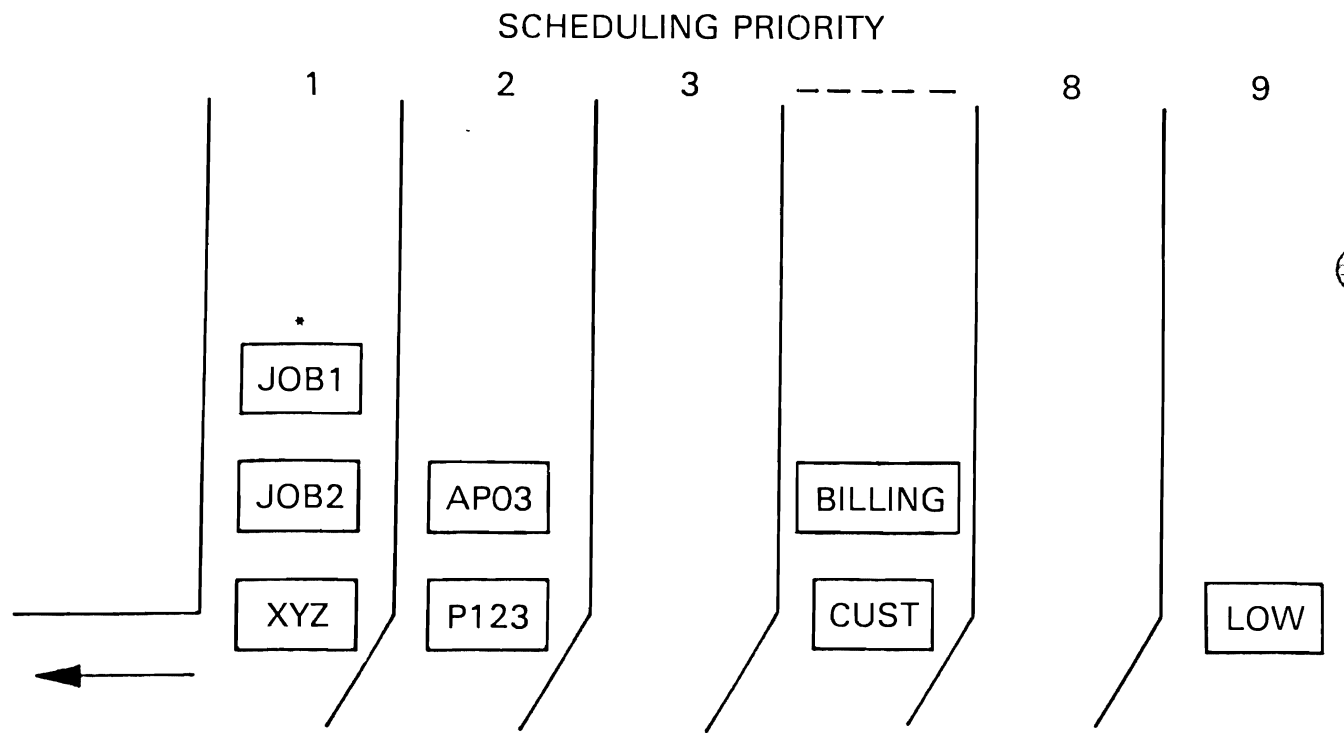 SCHEDULING PRIORITY
1 2 3 ----- 8 9
*
JOB1
JOB2 AP03 BILLING
XYZ P123 CUST LOW